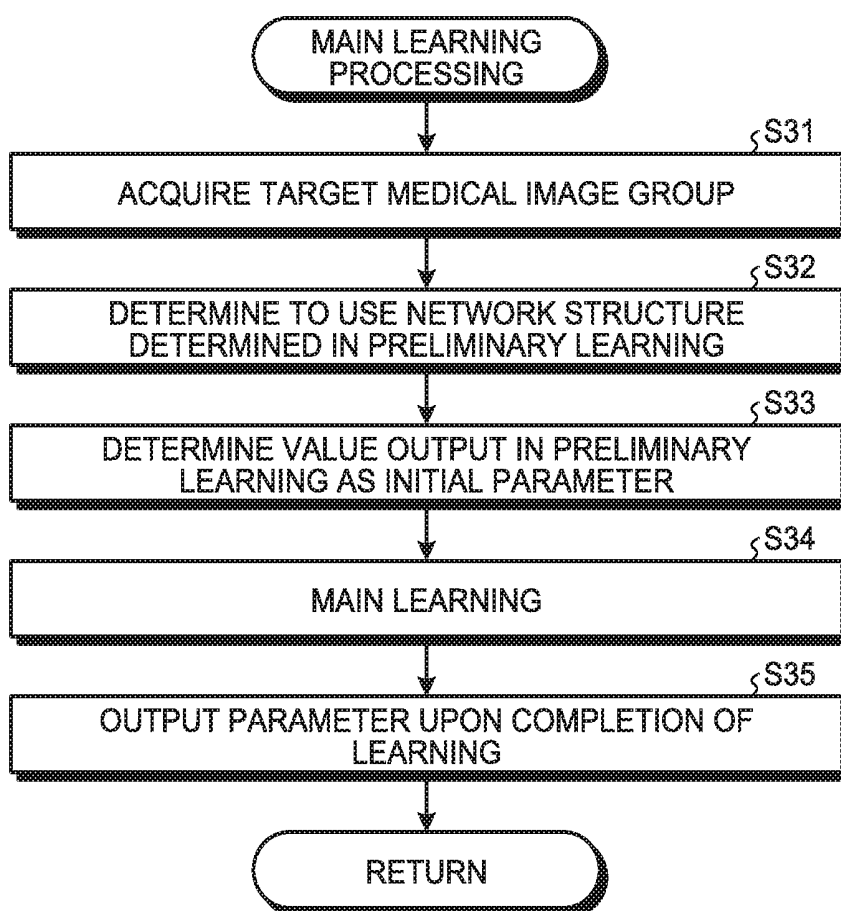 MAIN LEARNING
PROCESSING
S31
ACQUIRE TARGET MEDICAL IMAGE GROUP
S32
DETERMINE TO USE NETWORK STRUCTURE
DETERMINED IN PRELIMINARY LEARNING
S33
DETERMINE VALUE OUTPUT IN PRELIMINARY
LEARNING AS INITIAL PARAMETER
S34
MAIN LEARNING
S35
OUTPUT PARAMETER UPON COMPLETION OF
LEARNING
RETURN